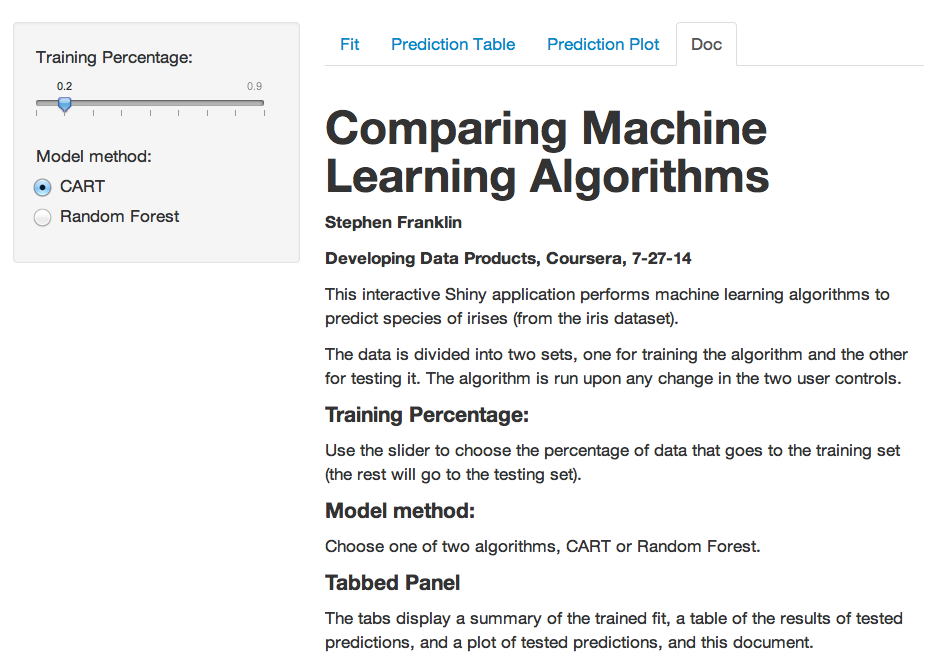 Training Percentage:
0.2 0.9
Model method:
CART
Random Forest
Fit Prediction Table Prediction Plot Doc
Comparing Machine
Learning Algorithms
Stephen Franklin
Developing Data Products, Coursera, 7-27-14
This interactive Shiny application performs machine learning algorithms to
predict species of irises (from the iris dataset).
The data is divided into two sets, one for training the algorithm and the other
for testing it. The algorithm is run upon any change in the two user controls.
Training Percentage:
Use the slider to choose the percentage of data that goes to the training set
(the rest will go to the testing set).
Model method:
Choose one of two algorithms, CART or Random Forest.
Tabbed Panel
The tabs display a summary of the trained fit, a table of the results of tested
predictions, and a plot of tested predictions, and this document.